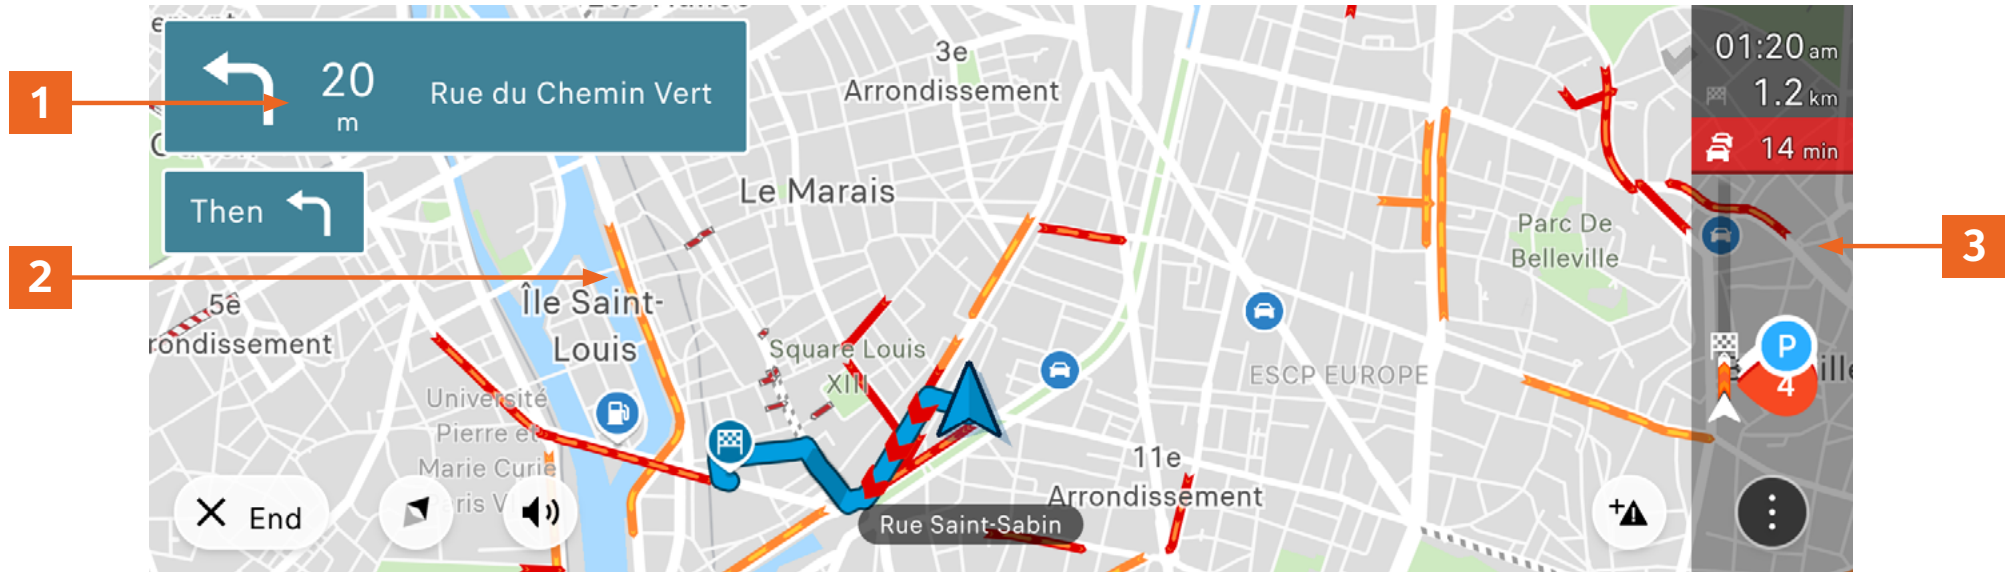 1
20
m
Rue du Chemin Vert
Then
2
3
01:20 am
1.2 km
14 min
3e
Arrondissement
Le Marais
Parc De
Belleville
Île Saint-
Louis
5e
rondissement
Square Louis
XIII
ESCP EUROPE
Université
Pierre et
Marie Curie
aris V
P
4
ille
11e
Arrondissement
Rue Saint-Sabin
End